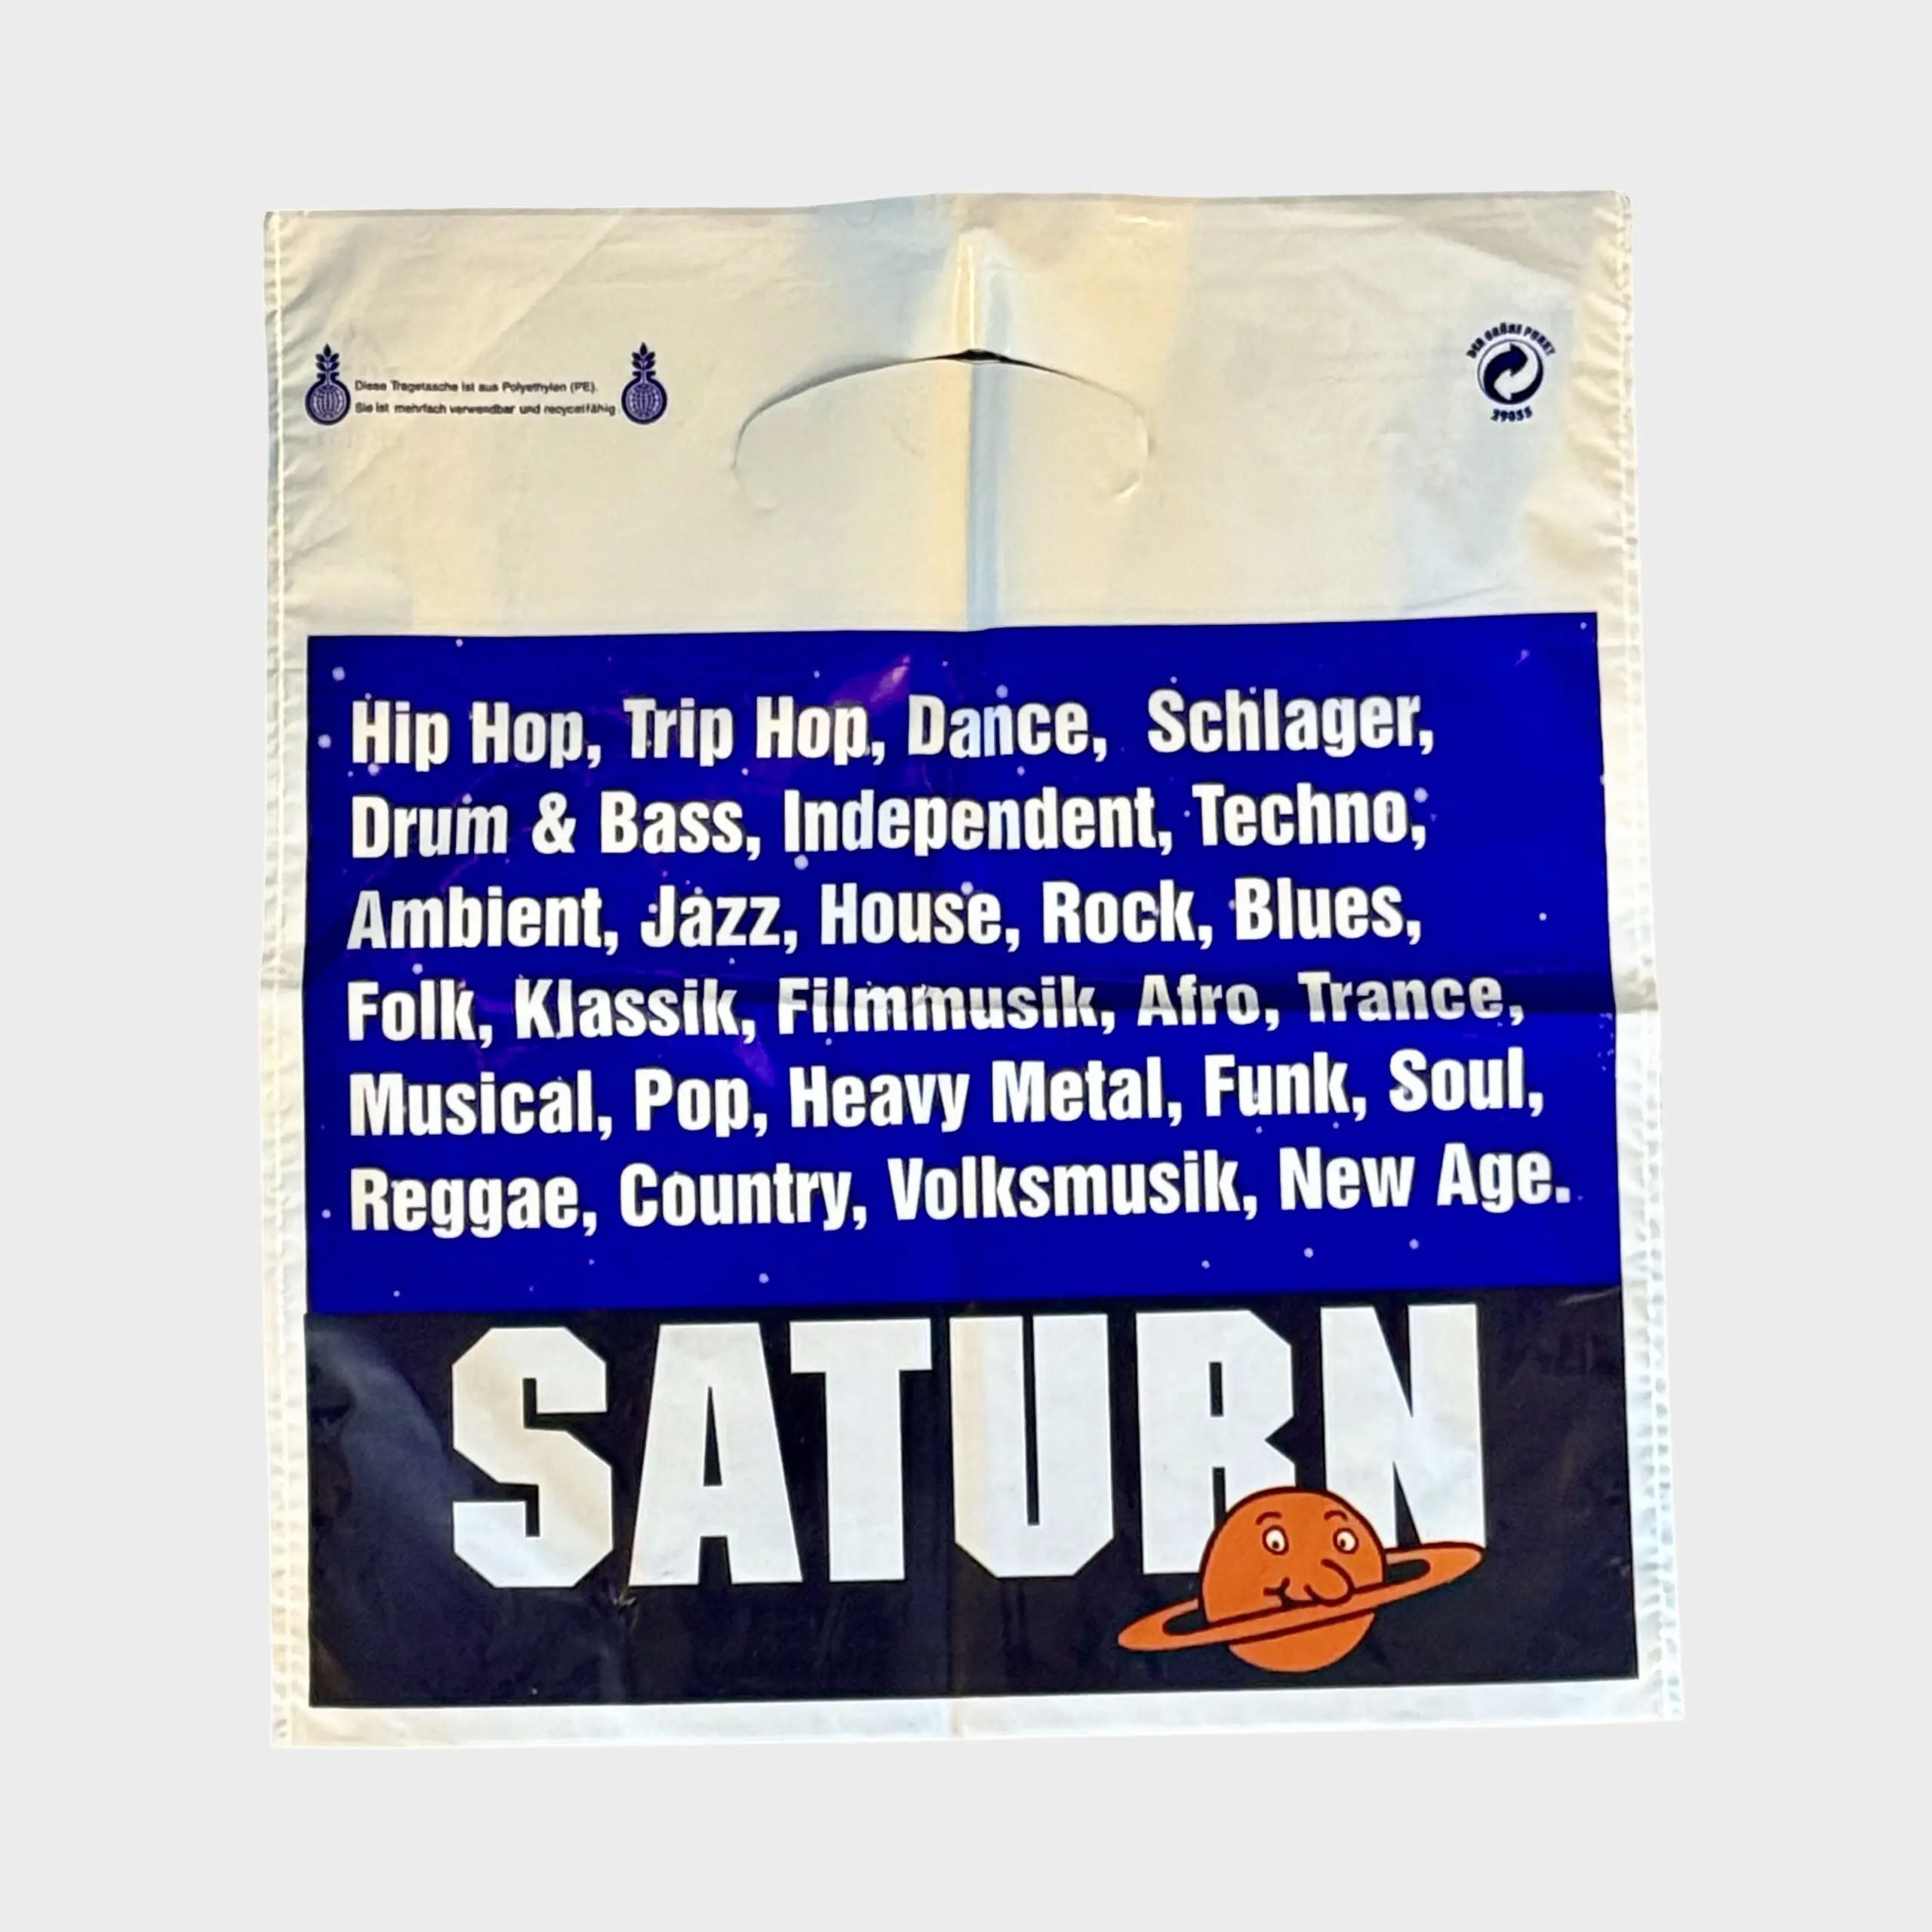 Diese Tragetasche ist aus Polyethylen (PE).
Sie ist mehrfach verwendbar und recycelfähig
DER GRÜNE PUNKT
39055
Hip Hop, Trip Hop, Dance, Schlager,
Drum & Bass, Independent, Techno,
Ambient, Jazz, House, Rock, Blues,
Folk, Klassik, Filmmusik, Afro, Trance,
Musical, Pop, Heavy Metal, Funk, Soul,
Reggae, Country, Volksmusik, New Age.
SATURN